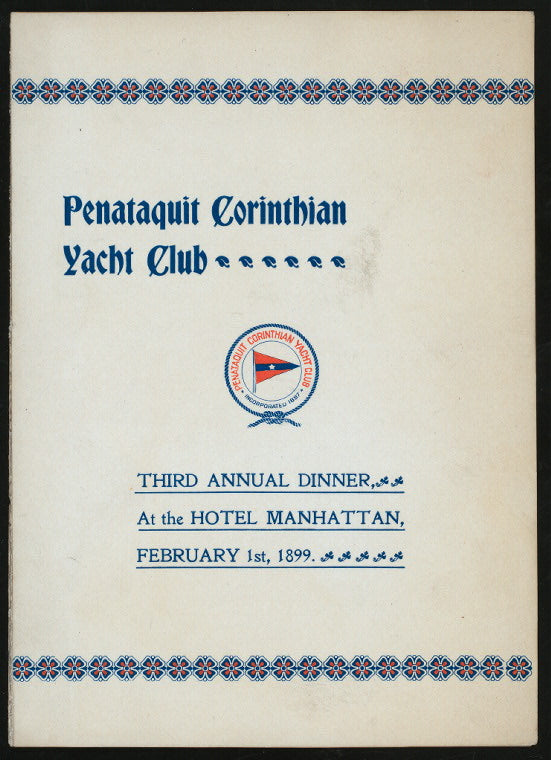 Penataquit Corinthian
Yacht Club
PENATAQUIT CORINTHIAN YACHT CLUB
INCORPORATED 1897
THIRD ANNUAL DINNER,
At the HOTEL MANHATTAN,
FEBRUARY 1st, 1899.